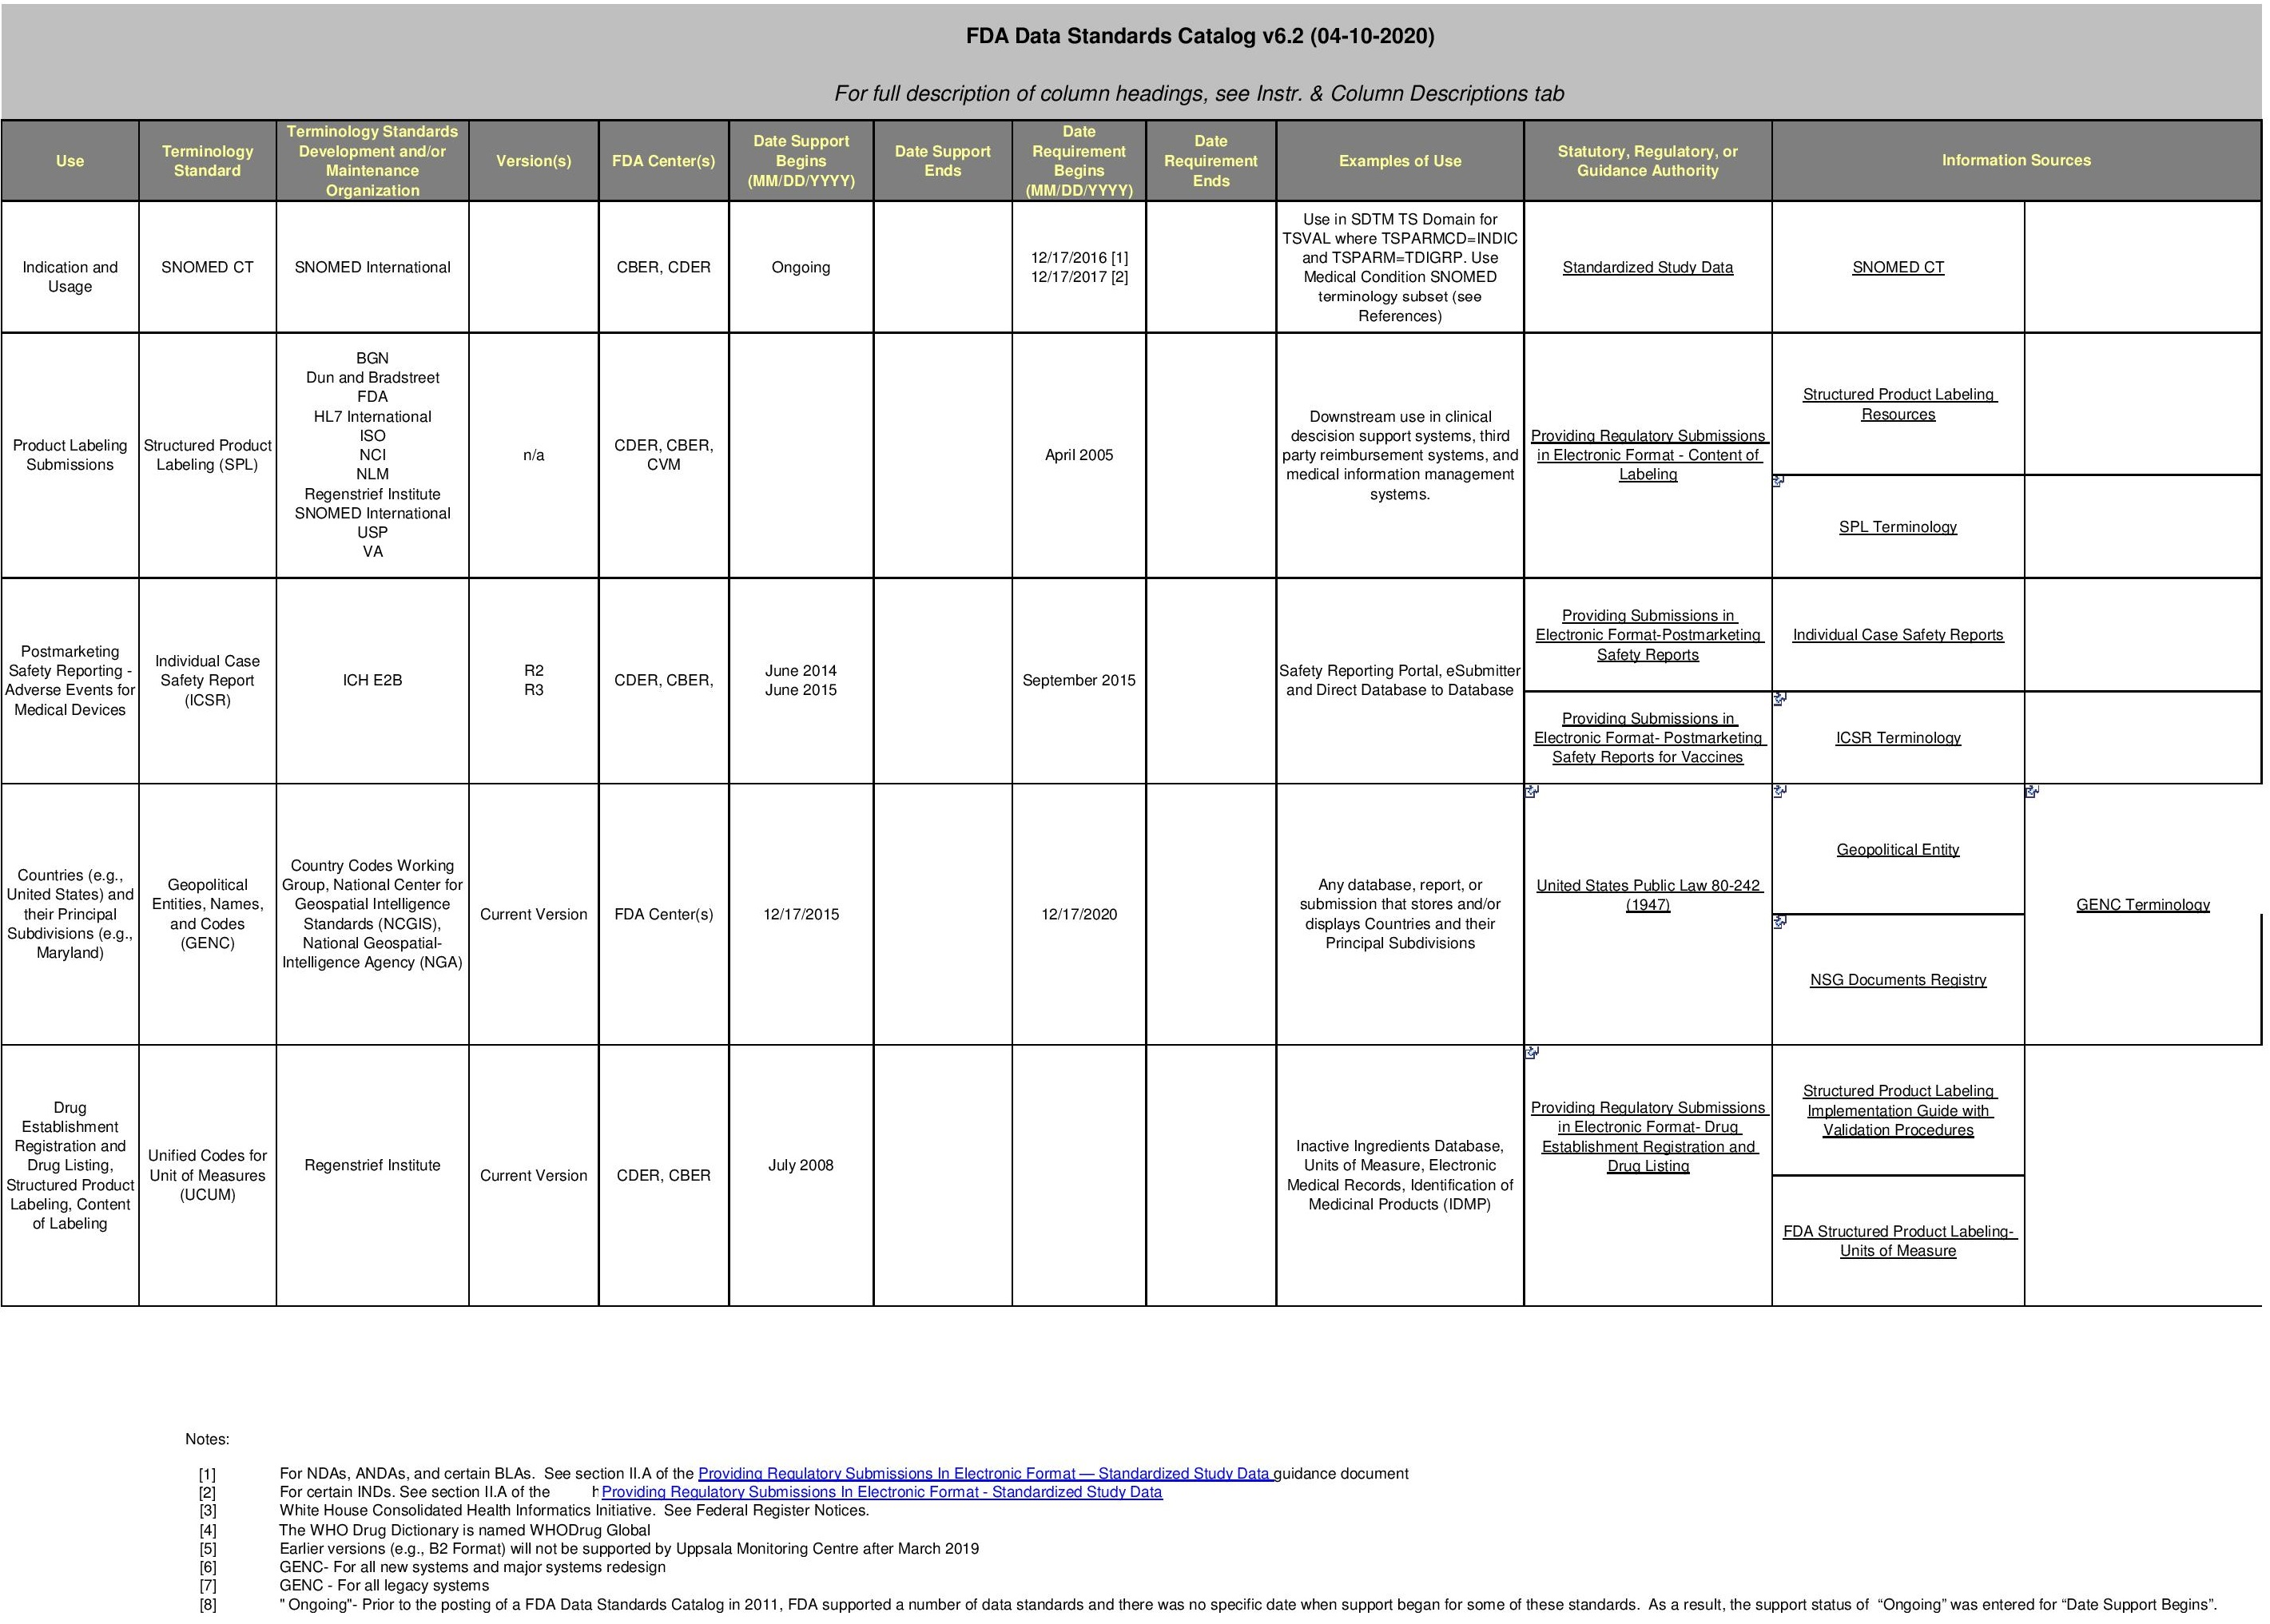 FDA Data Standards Catalog v6.2 (04-10-2020)
For full description of column headings, see Instr. & Column Descriptions tab
Use
Terminology
Standard
Terminology Standards
Development and/or
Maintenance
Organization
Version(s)
FDA Center(s)
Date Support
Begins
(MM/DD/YYYY)
Date Support
Ends
Date
Requirement
Begins
(MM/DD/YYYY)
Date
Requirement
Ends
Examples of Use
Statutory, Regulatory, or
Guidance Authority
Information Sources
Indication and
Usage
SNOMED CT
SNOMED International
CBER, CDER
Ongoing
12/17/2016 [1]
12/17/2017 [2]
Use in SDTM TS Domain for
TSVAL where TSPARMCD=INDIC
and TSPARM=TDIGRP. Use
Medical Condition SNOMED
terminology subset (see
References)
Standardized Study Data
SNOMED CT
Product Labeling
Submissions
Structured Product
Labeling (SPL)
BGN
Dun and Bradstreet
FDA
HL7 International
ISO
NCI
NLM
Regenstrief Institute
SNOMED International
USP
VA
n/a
CDER, CBER,
CVM
April 2005
Downstream use in clinical
descision support systems, third
party reimbursement systems, and
medical information management
systems.
Providing Regulatory Submissions
in Electronic Format - Content of
Labeling
Structured Product Labeling
Resources
SPL Terminology
Postmarketing
Safety Reporting -
Adverse Events for
Medical Devices
Individual Case
Safety Report
(ICSR)
ICH E2B
R2
R3
CDER, CBER,
June 2014
June 2015
September 2015
Safety Reporting Portal, eSubmitter
and Direct Database to Database
Providing Submissions in
Electronic Format-Postmarketing
Safety Reports
Individual Case Safety Reports
Providing Submissions in
Electronic Format- Postmarketing
Safety Reports for Vaccines
ICSR Terminology
Countries (e.g.,
United States) and
their Principal
Subdivisions (e.g.,
Maryland)
Geopolitical
Entities, Names,
and Codes
(GENC)
Country Codes Working
Group, National Center for
Geospatial Intelligence
Standards (NCGIS),
National Geospatial-
Intelligence Agency (NGA)
Current Version
FDA Center(s)
12/17/2015
12/17/2020
Any database, report, or
submission that stores and/or
displays Countries and their
Principal Subdivisions
United States Public Law 80-242
(1947)
Geopolitical Entity
NSG Documents Registry
GENC Terminology
Drug
Establishment
Registration and
Drug Listing,
Structured Product
Labeling, Content
of Labeling
Unified Codes for
Unit of Measures
(UCUM)
Regenstrief Institute
Current Version
CDER, CBER
July 2008
Inactive Ingredients Database,
Units of Measure, Electronic
Medical Records, Identification of
Medicinal Products (IDMP)
Providing Regulatory Submissions
in Electronic Format- Drug
Establishment Registration and
Drug Listing
Structured Product Labeling
Implementation Guide with
Validation Procedures
FDA Structured Product Labeling-
Units of Measure
Notes:
[1] For NDAs, ANDAs, and certain BLAs. See section II.A of the Providing Regulatory Submissions In Electronic Format — Standardized Study Data guidance document
[2] For certain INDs. See section II.A of the h Providing Regulatory Submissions In Electronic Format - Standardized Study Data
[3] White House Consolidated Health Informatics Initiative. See Federal Register Notices.
[4] The WHO Drug Dictionary is named WHODrug Global
[5] Earlier versions (e.g., B2 Format) will not be supported by Uppsala Monitoring Centre after March 2019
[6] GENC- For all new systems and major systems redesign
[7] GENC - For all legacy systems
[8] " Ongoing"- Prior to the posting of a FDA Data Standards Catalog in 2011, FDA supported a number of data standards and there was no specific date when support began for some of these standards. As a result, the support status of “Ongoing” was entered for “Date Support Begins”.